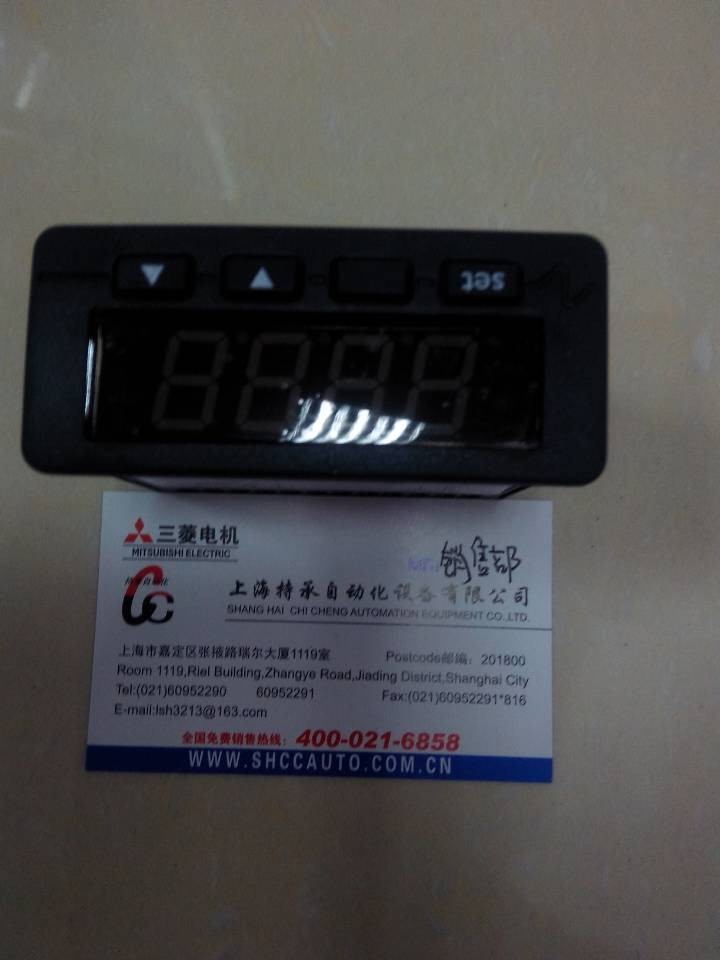 ▼ ▲ set
8888
三菱电机
MITSUBISHI ELECTRIC
销售部
上海持承自动化设备有限公司
SHANG HAI CHI CHENG AUTOMATION EQUIPMENT CO.,LTD.
上海市嘉定区张掖路瑞尔大厦1119室 Postcode邮编：201800
Room 1119,Riel Building,Zhangye Road,Jiading District,Shanghai City
Tel:(021)60952290 60952291 Fax:(021)60952291*816
E-mail:lsh3213@163.com
全国免费销售热线：400-021-6858
WWW.SHCCAUTO.COM.CN